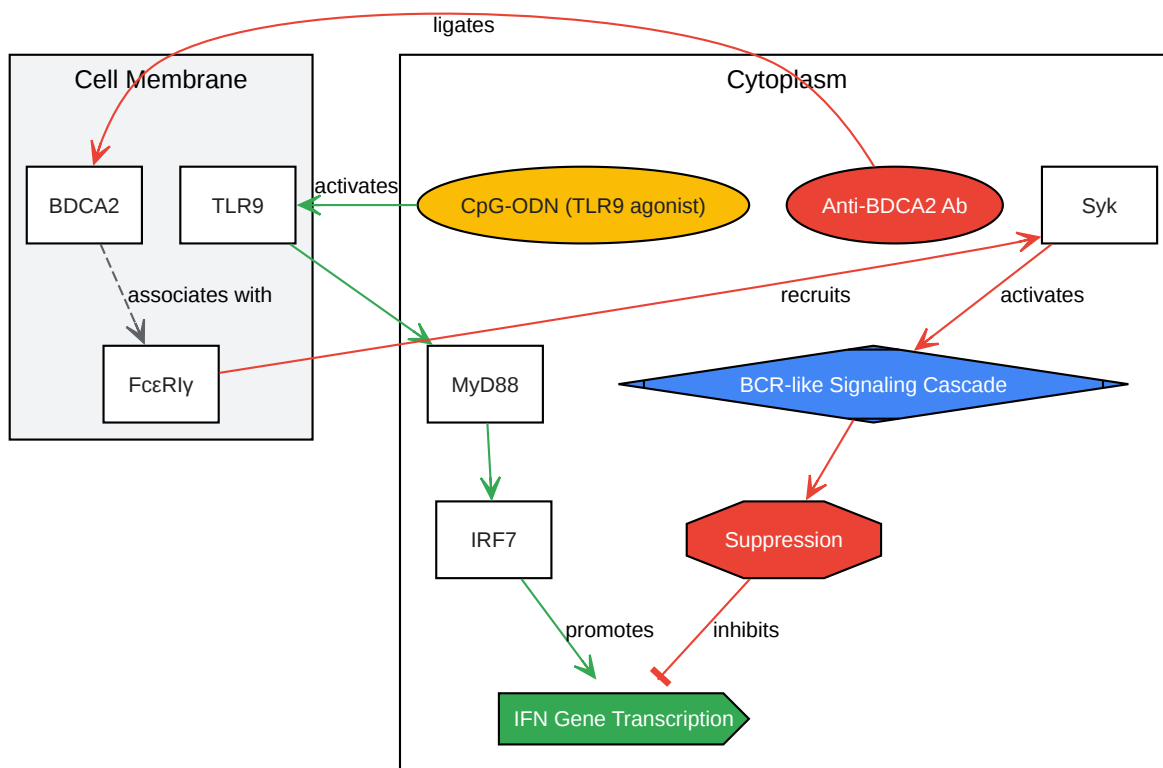 ligates
Cell Membrane
Cytoplasm
BDCA2
TLR9
activates
CpG-ODN (TLR9 agonist)
Anti-BDCA2 Ab
Syk
associates with
recruits
activates
FcεRIγ
MyD88
BCR-like Signaling Cascade
IRF7
Suppression
promotes
inhibits
IFN Gene Transcription